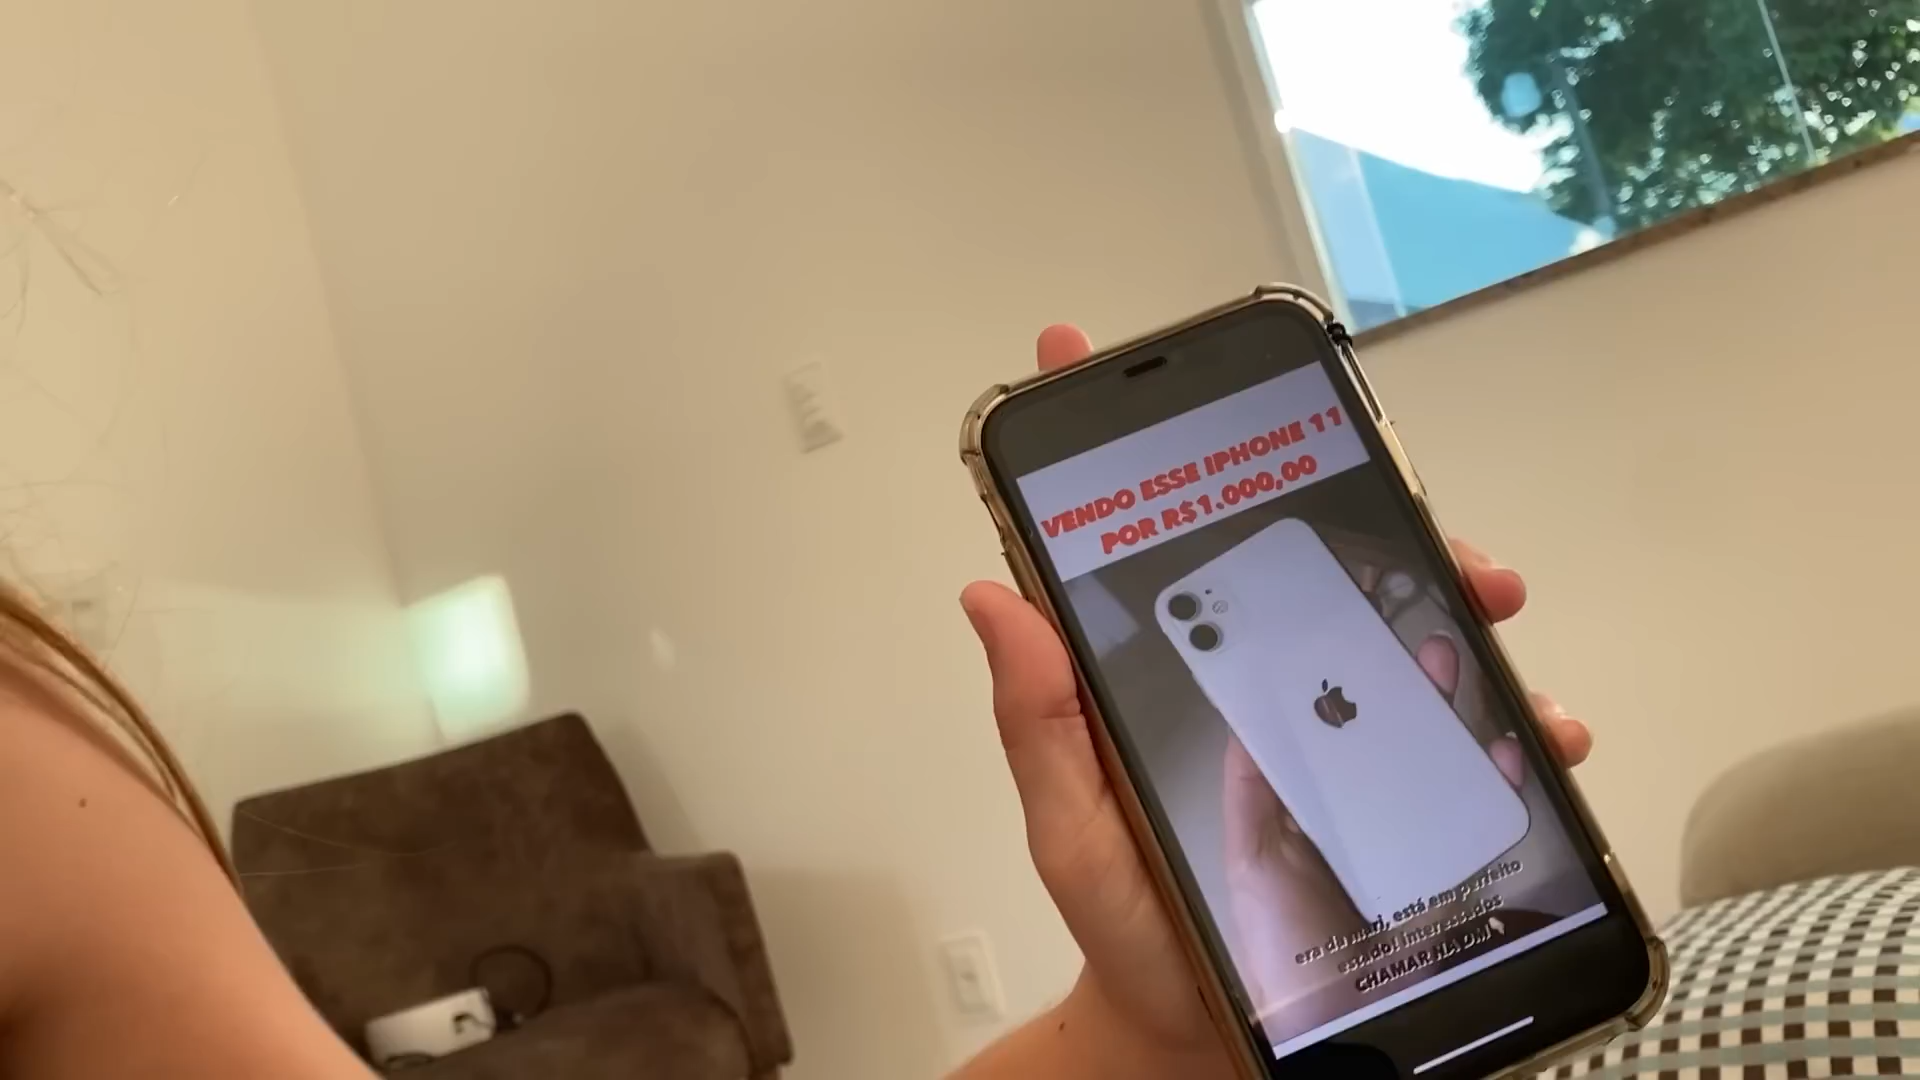 VENDO ESSE IPHONE 11
POR R$1.000,00
era da mari, está em perfeito
estado! interessados
CHAMAR NA DM